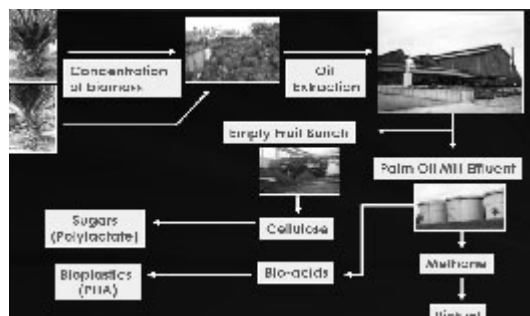 Concentration
of biomass
Oil
Extraction
Empty Fruit Bunch
Palm Oil Mill Effluent
Sugars
(Polylactate)
Cellulose
Bioplastics
(PHA)
Bio-acids
Methane